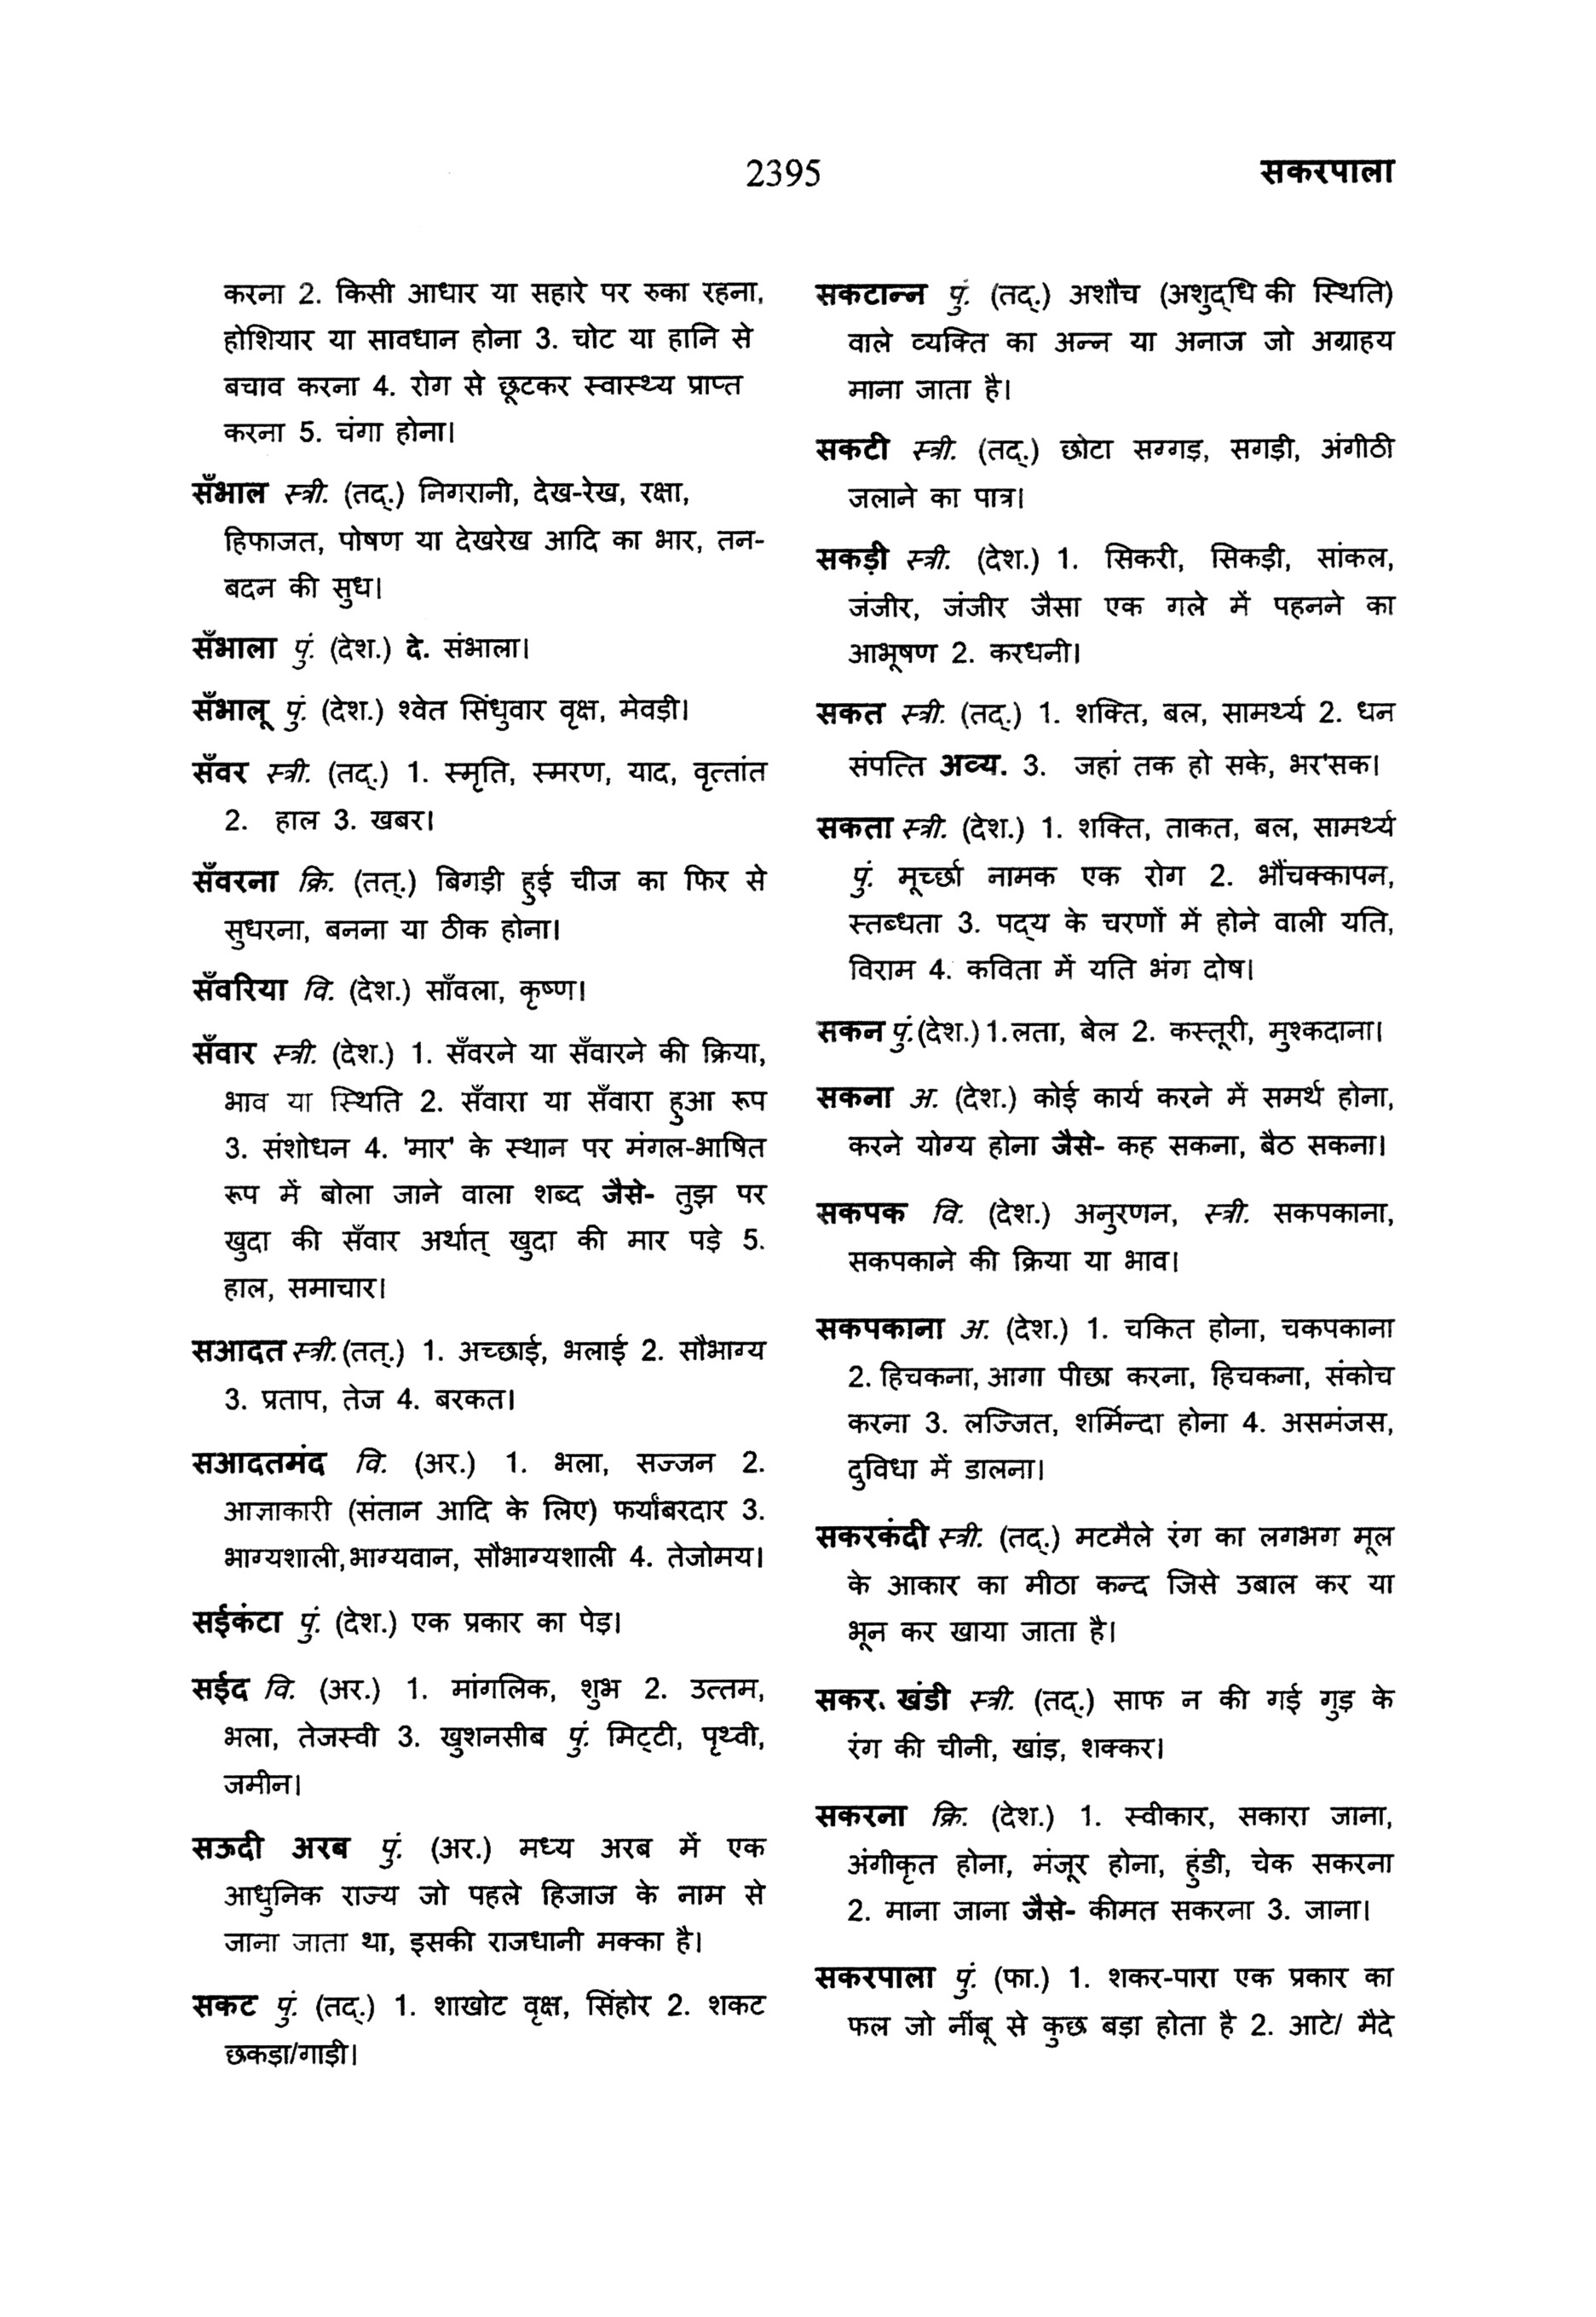 2395
सकरपाला
करना 2. किसी आधार या सहारे पर रुका रहना,
होशियार या सावधान होना 3. चोट या हानि से
बचाव करना 4. रोग से छूटकर स्वास्थ्य प्राप्त
करना 5. चंगा होना।
सँभाल स्त्री. (तद्.) निगरानी, देख-रेख, रक्षा,
हिफाजत, पोषण या देखरेख आदि का भार, तन-
बदन की सुध।
सँभाला पुं. (देश.) दे. संभाला।
सँभालू पुं. (देश.) श्वेत सिंधुवार वृक्ष, मेवड़ी।
सँवर स्त्री. (तद्.) 1. स्मृति, स्मरण, याद, वृत्तांत
2. हाल 3. खबर।
सँवरना क्रि. (तत्.) बिगड़ी हुई चीज का फिर से
सुधरना, बनना या ठीक होना।
सँवरिया वि. (देश.) साँवला, कृष्ण।
सँवार स्त्री. (देश.) 1. सँवरने या सँवारने की क्रिया,
भाव या स्थिति 2. सँवारा या सँवारा हुआ रूप
3. संशोधन 4. 'मार' के स्थान पर मंगल-भाषित
रूप में बोला जाने वाला शब्द जैसे- तुझ पर
खुदा की सँवार अर्थात् खुदा की मार पड़े 5.
हाल, समाचार।
सआदत स्त्री. (तत्.) 1. अच्छाई, भलाई 2. सौभाग्य
3. प्रताप, तेज 4. बरकत।
सआदतमंद वि. (अर.) 1. भला, सज्जन 2.
आज्ञाकारी (संतान आदि के लिए) फर्यांबरदार 3.
भाग्यशाली, भाग्यवान, सौभाग्यशाली 4. तेजोमय।
सईकंटा पुं. (देश.) एक प्रकार का पेड़।
सईद वि. (अर.) 1. मांगलिक, शुभ 2. उत्तम,
भला, तेजस्वी 3. खुशनसीब पुं. मिट्टी, पृथ्वी,
जमीन।
सऊदी अरब पुं. (अर.) मध्य अरब में एक
आधुनिक राज्य जो पहले हिजाज के नाम से
जाना जाता था, इसकी राजधानी मक्का है।
सकट पुं. (तद्.) 1. शाखोट वृक्ष, सिंहोर 2. शकट
छकड़ा/गाड़ी।
सकटान्न पुं. (तद्.) अशौच (अशुद्धि की स्थिति)
वाले व्यक्ति का अन्न या अनाज जो अग्राहय
माना जाता है।
सकटी स्त्री. (तद्.) छोटा सग्गड़, सगड़ी, अंगीठी
जलाने का पात्र।
सकड़ी स्त्री. (देश.) 1. सिकरी, सिकड़ी, सांकल,
जंजीर, जंजीर जैसा एक गले में पहनने का
आभूषण 2. करधनी।
सकत स्त्री. (तद्.) 1. शक्ति, बल, सामर्थ्य 2. धन
संपत्ति अव्य. 3. जहां तक हो सके, भर'सक।
सकता स्त्री. (देश.) 1. शक्ति, ताकत, बल, सामर्थ्य
पुं. मूर्च्छा नामक एक रोग 2. भौंचक्कापन,
स्तब्धता 3. पद्य के चरणों में होने वाली यति,
विराम 4. कविता में यति भंग दोष।
सकन पुं. (देश.) 1. लता, बेल 2. कस्तूरी, मुश्कदाना।
सकना अ. (देश.) कोई कार्य करने में समर्थ होना,
करने योग्य होना जैसे- कह सकना, बैठ सकना।
सकपक वि. (देश.) अनुरणन, स्त्री. सकपकाना,
सकपकाने की क्रिया या भाव।
सकपकाना अ. (देश.) 1. चकित होना, चकपकाना
2. हिचकना, आगा पीछा करना, हिचकना, संकोच
करना 3. लज्जित, शर्मिन्दा होना 4. असमंजस,
दुविधा में डालना।
सकरकंदी स्त्री. (तद्.) मटमैले रंग का लगभग मूल
के आकार का मीठा कन्द जिसे उबाल कर या
भून कर खाया जाता है।
सकर. खंडी स्त्री. (तद्.) साफ न की गई गुड़ के
रंग की चीनी, खांड़, शक्कर।
सकरना क्रि. (देश.) 1. स्वीकार, सकारा जाना,
अंगीकृत होना, मंजूर होना, हुंडी, चेक सकरना
2. माना जाना जैसे- कीमत सकरना 3. जाना।
सकरपाला पुं. (फा.) 1. शकर-पारा एक प्रकार का
फल जो नींबू से कुछ बड़ा होता है 2. आटे/ मैदे